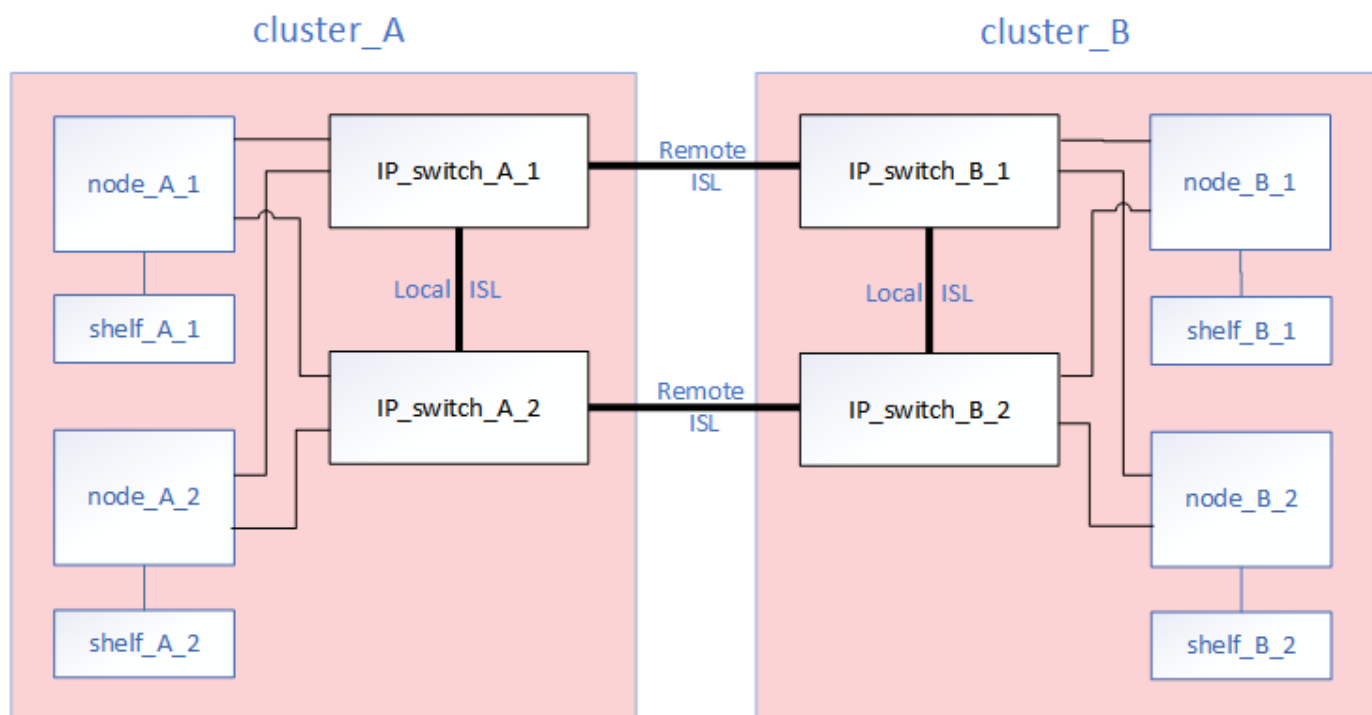 cluster_A
cluster_B
node_A_1
IP_switch_A_1
Remote
ISL
IP_switch_B_1
node_B_1
Local ISL
Local ISL
shelf_A_1
shelf_B_1
IP_switch_A_2
Remote
ISL
IP_switch_B_2
node_A_2
node_B_2
shelf_A_2
shelf_B_2